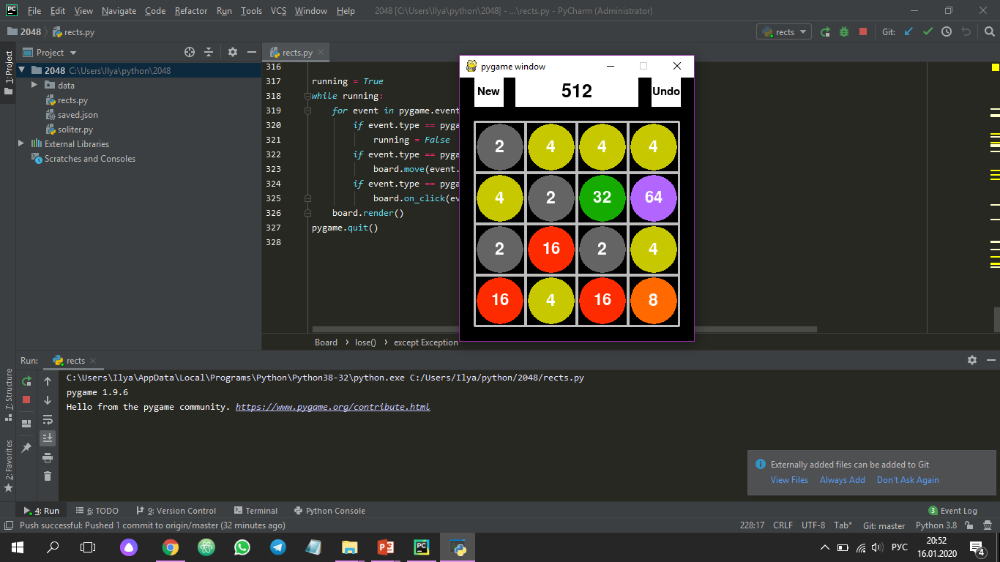 PC File Edit View Navigate Code Refactor Run Tools VCS Window Help 2048 [C:\Users\Ilya\python\2048] - ...\rects.py - PyCharm (Administrator)
2048 rects.py rects Git:
1: Project
Project
2048 C:\Users\Ilya\python\2048
data
rects.py
saved.json
soliter.py
External Libraries
Scratches and Consoles
rects.py
316
317 running = True
318 while running:
319 for event in pygame.event
320 if event.type == pyga
321 running = False
322 if event.type == pyga
323 board.move(event.
324 if event.type == pyga
325 board.on_click(ev
326 board.render()
327 pygame.quit()
328
Board lose() except Exception
pygame window
New 512 Undo
2 4 4 4
4 2 32 64
2 16 2 4
16 4 16 8
Run: rects
C:\Users\Ilya\AppData\Local\Programs\Python\Python38-32\python.exe C:/Users/Ilya/python/2048/rects.py
pygame 1.9.6
Hello from the pygame community. https://www.pygame.org/contribute.html
7: Structure
2: Favorites
Externally added files can be added to Git
View Files Always Add Don't Ask Again
4: Run 6: TODO 9: Version Control Terminal Python Console 3 Event Log
Push successful: Pushed 1 commit to origin/master (32 minutes ago) 228:17 CRLF UTF-8 Tab* Git: master Python 3.8
PC РУС 20:52
16.01.2020 4